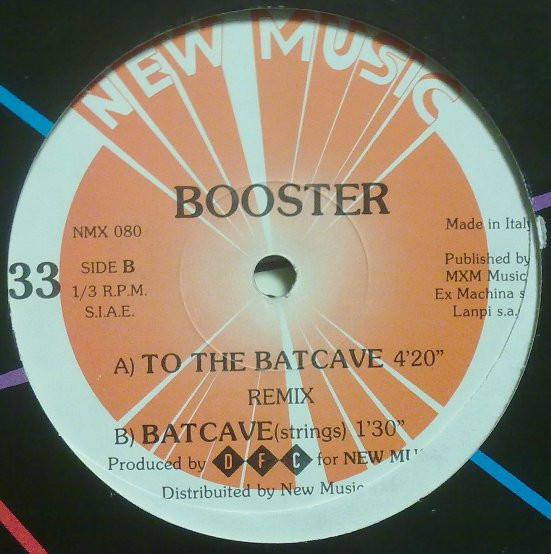 NEW MUSIC
BOOSTER
NMX 080
SIDE B
33
1/3 R.P.M.
S.I.A.E.
Made in Italy
Published by
MXM Music
Ex Machina s
Lanpi s.a.
A) TO THE BATCAVE 4'20"
REMIX
B) BATCAVE(strings) 1'30"
Produced by D F C for NEW MU
Distribuited by New Music